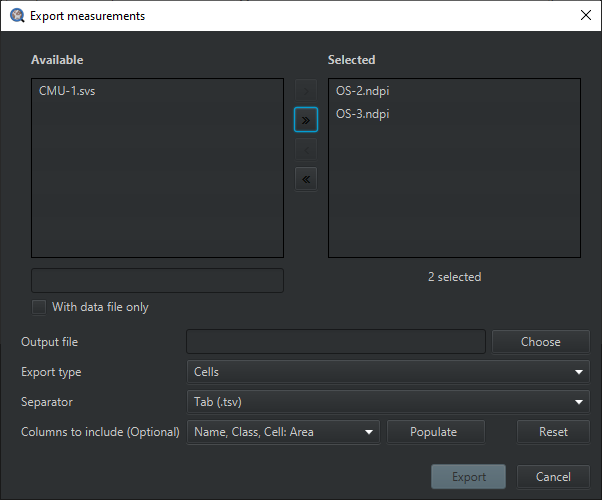 Export measurements
Available
Selected
CMU-1.svs
OS-2.ndpi
OS-3.ndpi
>
»
<
«
2 selected
With data file only
Output file
Choose
Export type
Cells
Separator
Tab (.tsv)
Columns to include (Optional)
Name, Class, Cell: Area
Populate
Reset
Export
Cancel